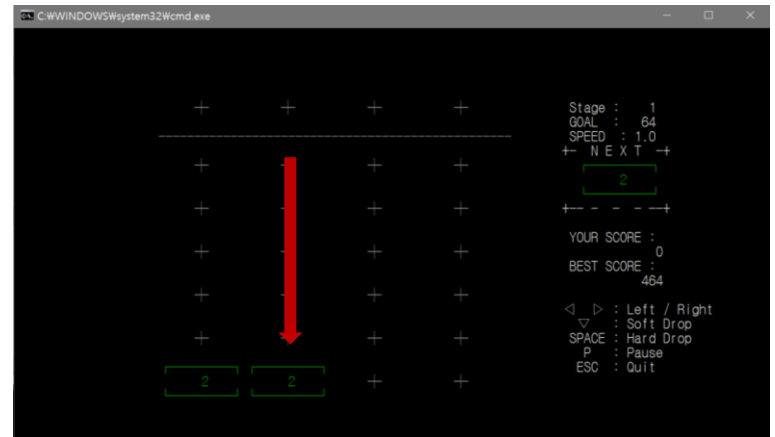 C:₩WINDOWS₩system32₩cmd.exe
Stage : 1
GOAL : 64
SPEED : 1.0
+- N E X T -+
2
+-- - - - --+
YOUR SCORE :
0
BEST SCORE :
464
◁ ▷ : Left / Right
▽ : Soft Drop
SPACE : Hard Drop
P : Pause
ESC : Quit
2 2